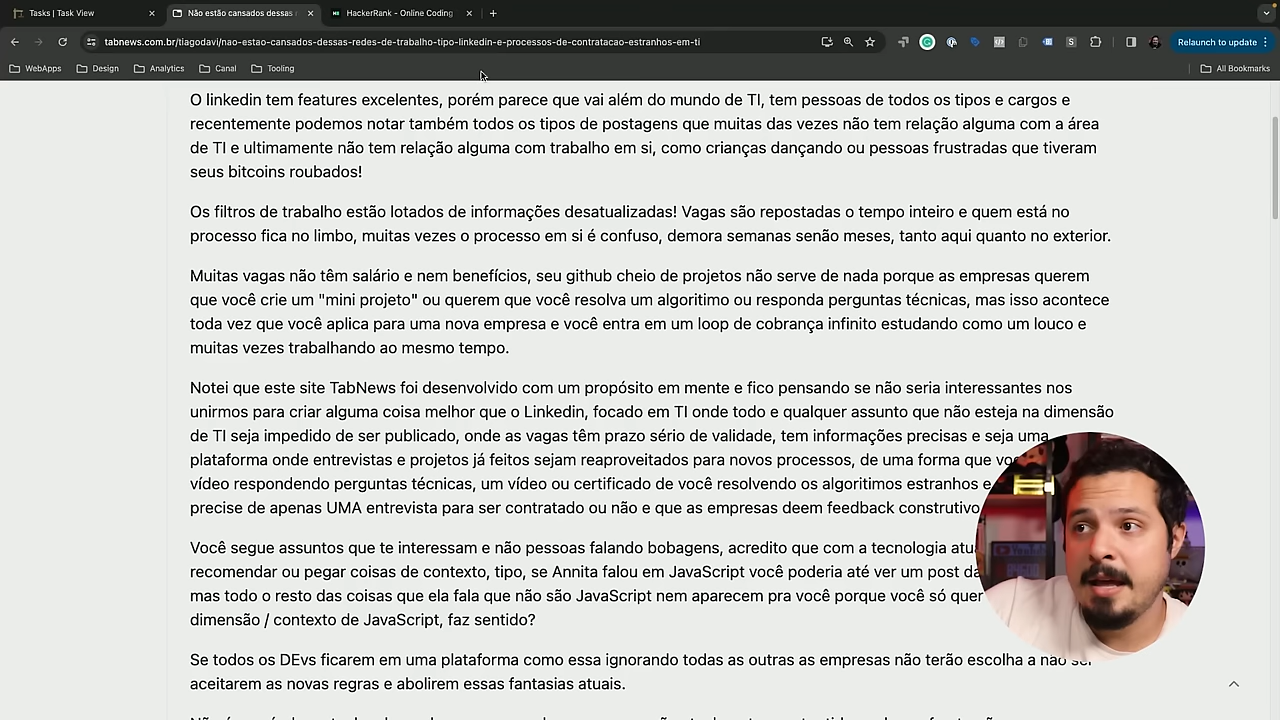 Tasks | Task View
Não estão cansados dessas
HackerRank - Online Coding
tabnews.com.br/tiagodavi/nao-estao-cansados-dessas-redes-de-trabalho-tipo-linkedin-e-processos-de-contratacao-estranhos-em-ti
Relaunch to update
WebApps
Design
Analytics
Canal
Tooling
All Bookmarks
O linkedin tem features excelentes, porém parece que vai além do mundo de TI, tem pessoas de todos os tipos e cargos e
recentemente podemos notar também todos os tipos de postagens que muitas das vezes não tem relação alguma com a área
de TI e ultimamente não tem relação alguma com trabalho em si, como crianças dançando ou pessoas frustradas que tiveram
seus bitcoins roubados!
Os filtros de trabalho estão lotados de informações desatualizadas! Vagas são repostadas o tempo inteiro e quem está no
processo fica no limbo, muitas vezes o processo em si é confuso, demora semanas senão meses, tanto aqui quanto no exterior.
Muitas vagas não têm salário e nem benefícios, seu github cheio de projetos não serve de nada porque as empresas querem
que você crie um "mini projeto" ou querem que você resolva um algoritimo ou responda perguntas técnicas, mas isso acontece
toda vez que você aplica para uma nova empresa e você entra em um loop de cobrança infinito estudando como um louco e
muitas vezes trabalhando ao mesmo tempo.
Notei que este site TabNews foi desenvolvido com um propósito em mente e fico pensando se não seria interessantes nos
unirmos para criar alguma coisa melhor que o Linkedin, focado em TI onde todo e qualquer assunto que não esteja na dimensão
de TI seja impedido de ser publicado, onde as vagas têm prazo sério de validade, tem informações precisas e seja uma
plataforma onde entrevistas e projetos já feitos sejam reaproveitados para novos processos, de uma forma que
vídeo respondendo perguntas técnicas, um vídeo ou certificado de você resolvendo os algoritimos estranhos e
precise de apenas UMA entrevista para ser contratado ou não e que as empresas deem feedback construtivo
Você segue assuntos que te interessam e não pessoas falando bobagens, acredito que com a tecnologia
recomendar ou pegar coisas de contexto, tipo, se Annita falou em JavaScript você poderia até ver um post
mas todo o resto das coisas que ela fala que não são JavaScript nem aparecem pra você porque você só
dimensão / contexto de JavaScript, faz sentido?
Se todos os DEvs ficarem em uma plataforma como essa ignorando todas as outras as empresas não terão escolha a não ser
aceitarem as novas regras e abolirem essas fantasias atuais.